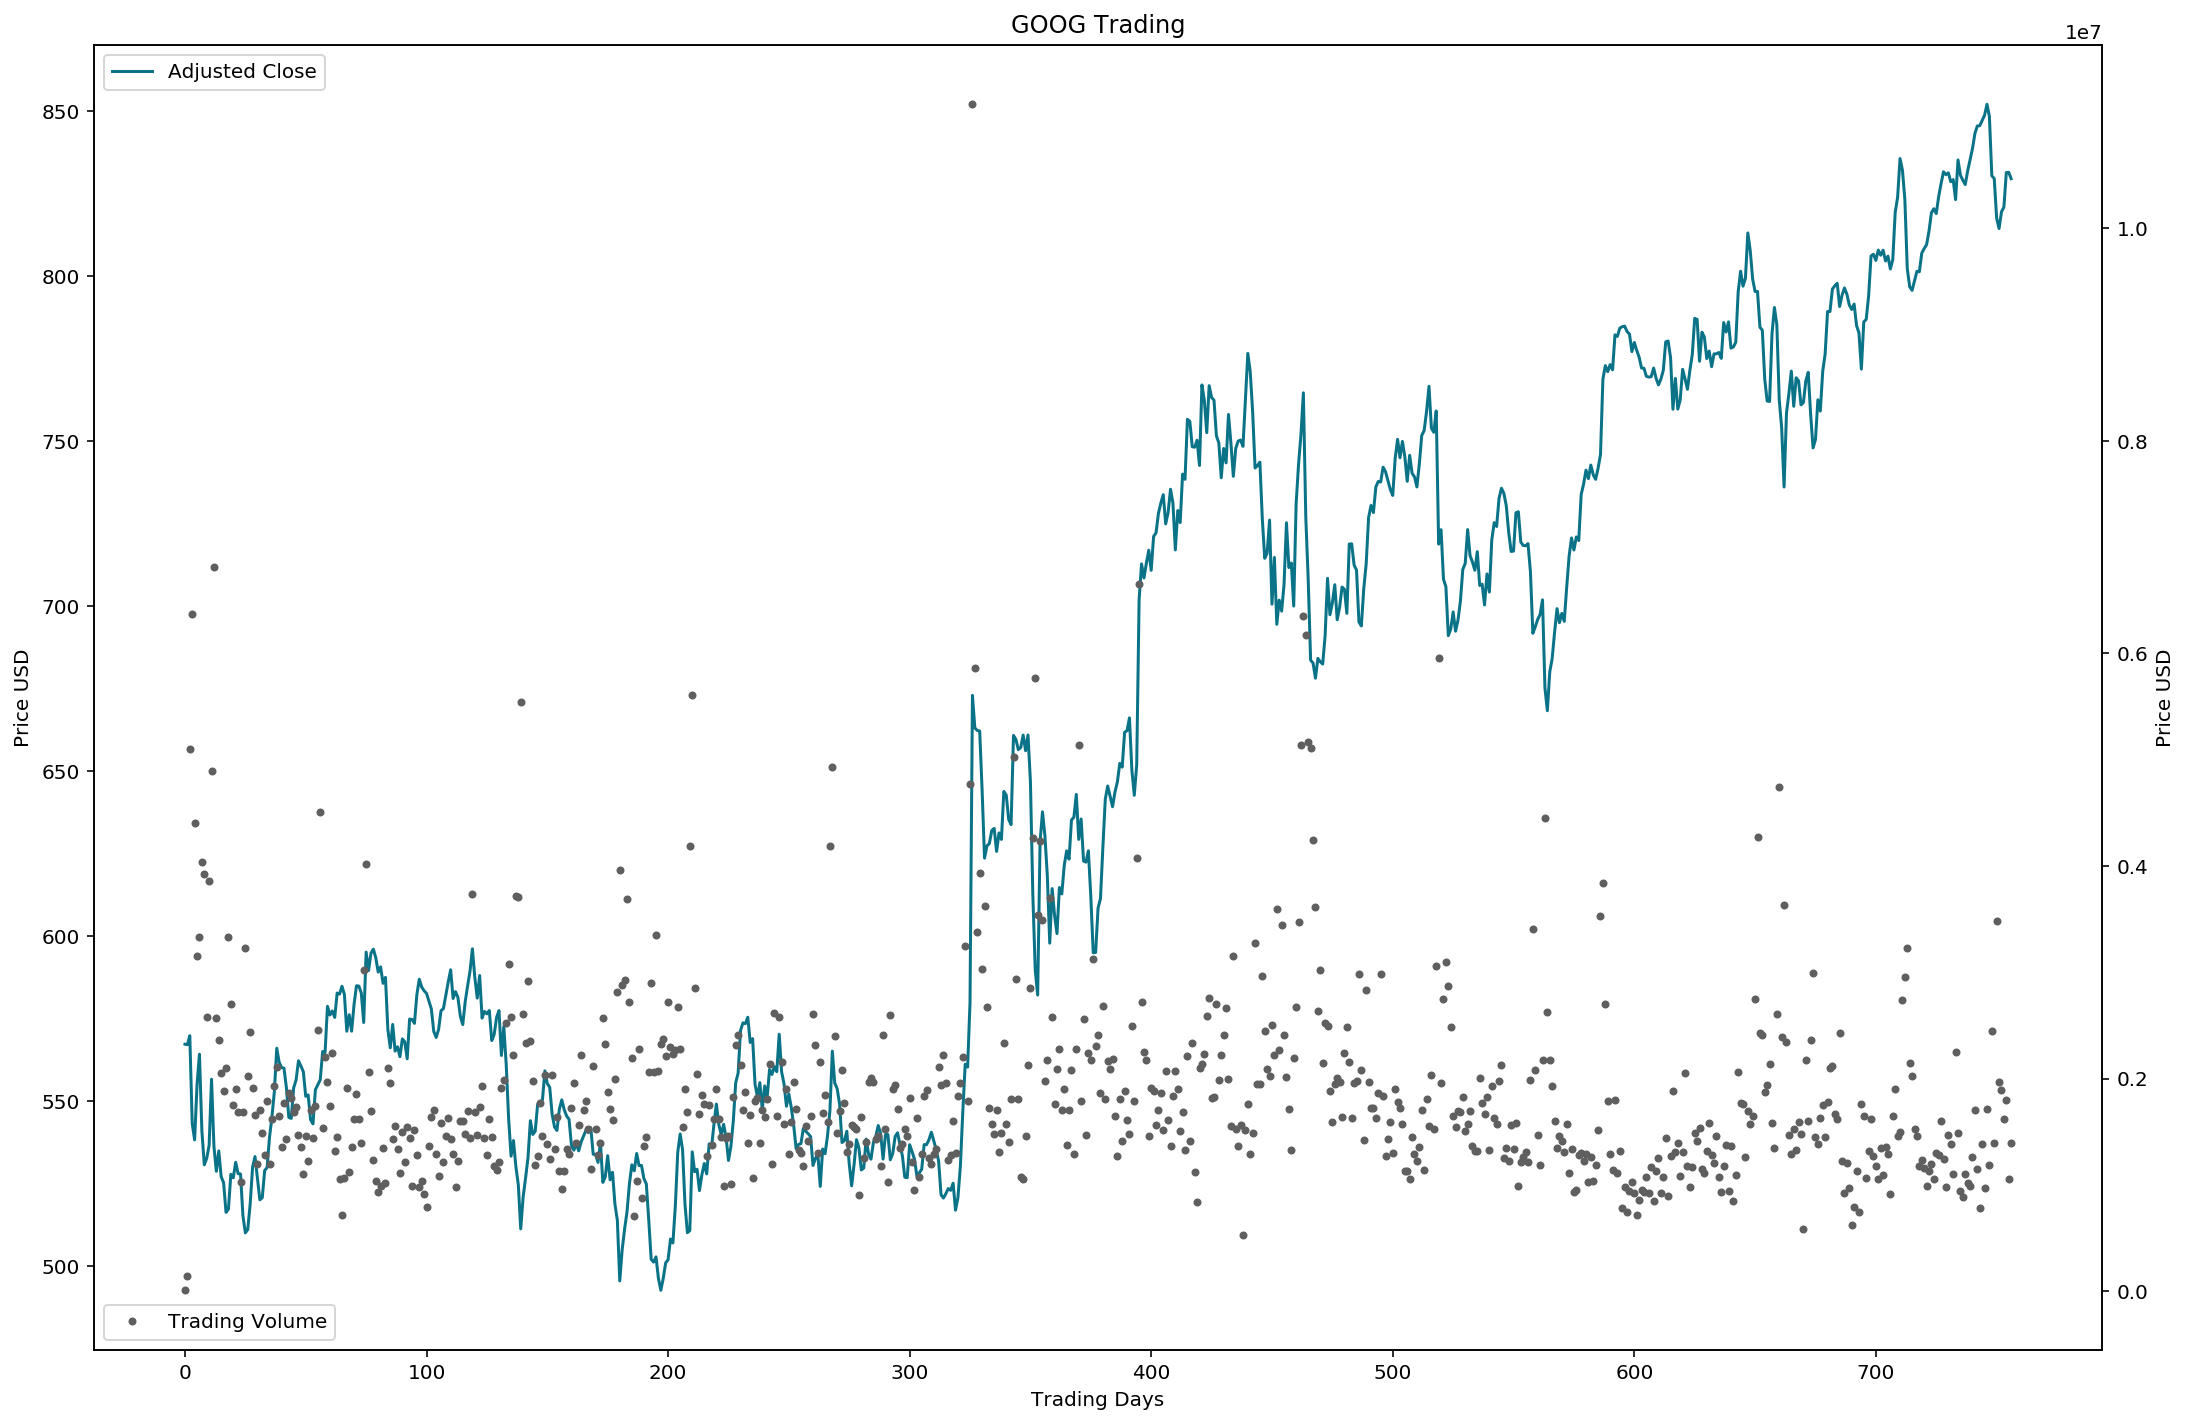 GOOG Trading
1e7
Adjusted Close
850
800
750
700
650
600
550
500
Price USD
1.0
0.8
0.6
0.4
0.2
0.0
Price USD
Trading Volume
0 100 200 300 400 500 600 700
Trading Days